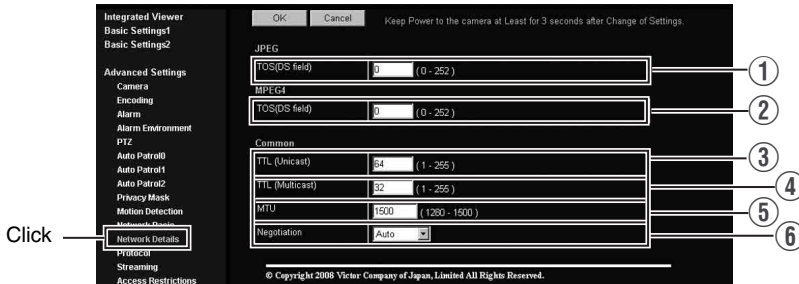 Integrated Viewer
Basic Settings1
Basic Settings2
Advanced Settings
Camera
Encoding
Alarm
Alarm Environment
PTZ
Auto Patrol0
Auto Patrol1
Auto Patrol2
Privacy Mask
Motion Detection
Network Basic
Click
Network Details
Protocol
Streaming
Access Restrictions
OK Cancel Keep Power to the camera at Least for 3 seconds after Change of Settings.
JPEG
TOS(DS field) 0 ( 0 - 252 ) ①
MPEG4
TOS(DS field) 0 ( 0 - 252 ) ②
Common
TTL (Unicast) 64 ( 1 - 255 ) ③
TTL (Multicast) 32 ( 1 - 255 ) ④
MTU 1500 ( 1280 - 1500 ) ⑤
Negotiation Auto ⑥
© Copyright 2008 Victor Company of Japan, Limited All Rights Reserved.